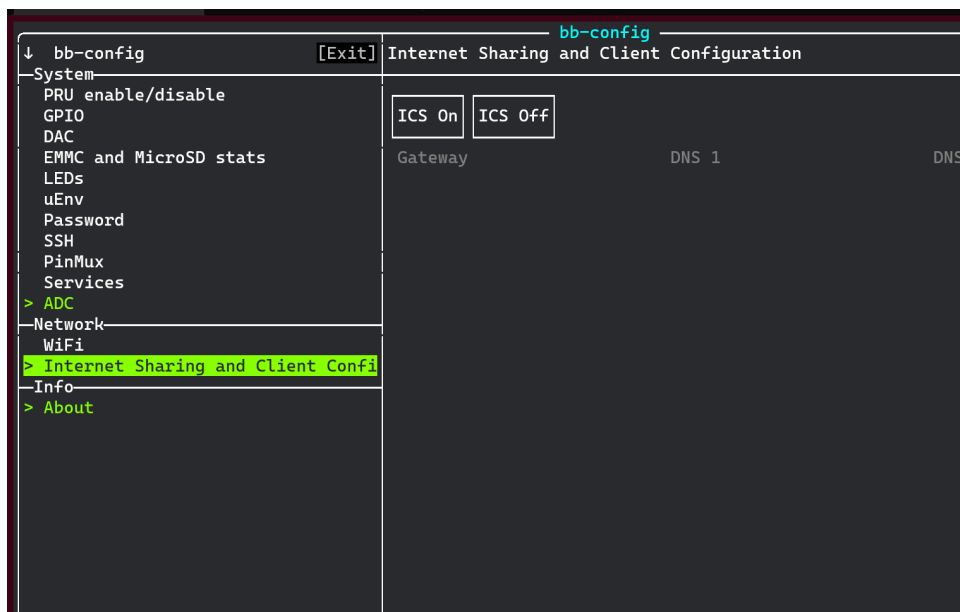 bb-config
↓ bb-config [Exit] Internet Sharing and Client Configuration
System
PRU enable/disable
GPIO
ICS On ICS Off
DAC
EMMC and MicroSD stats
Gateway DNS 1 DNS
LEDs
uEnv
Password
SSH
PinMux
Services
> ADC
Network
WiFi
> Internet Sharing and Client Confi
Info
> About